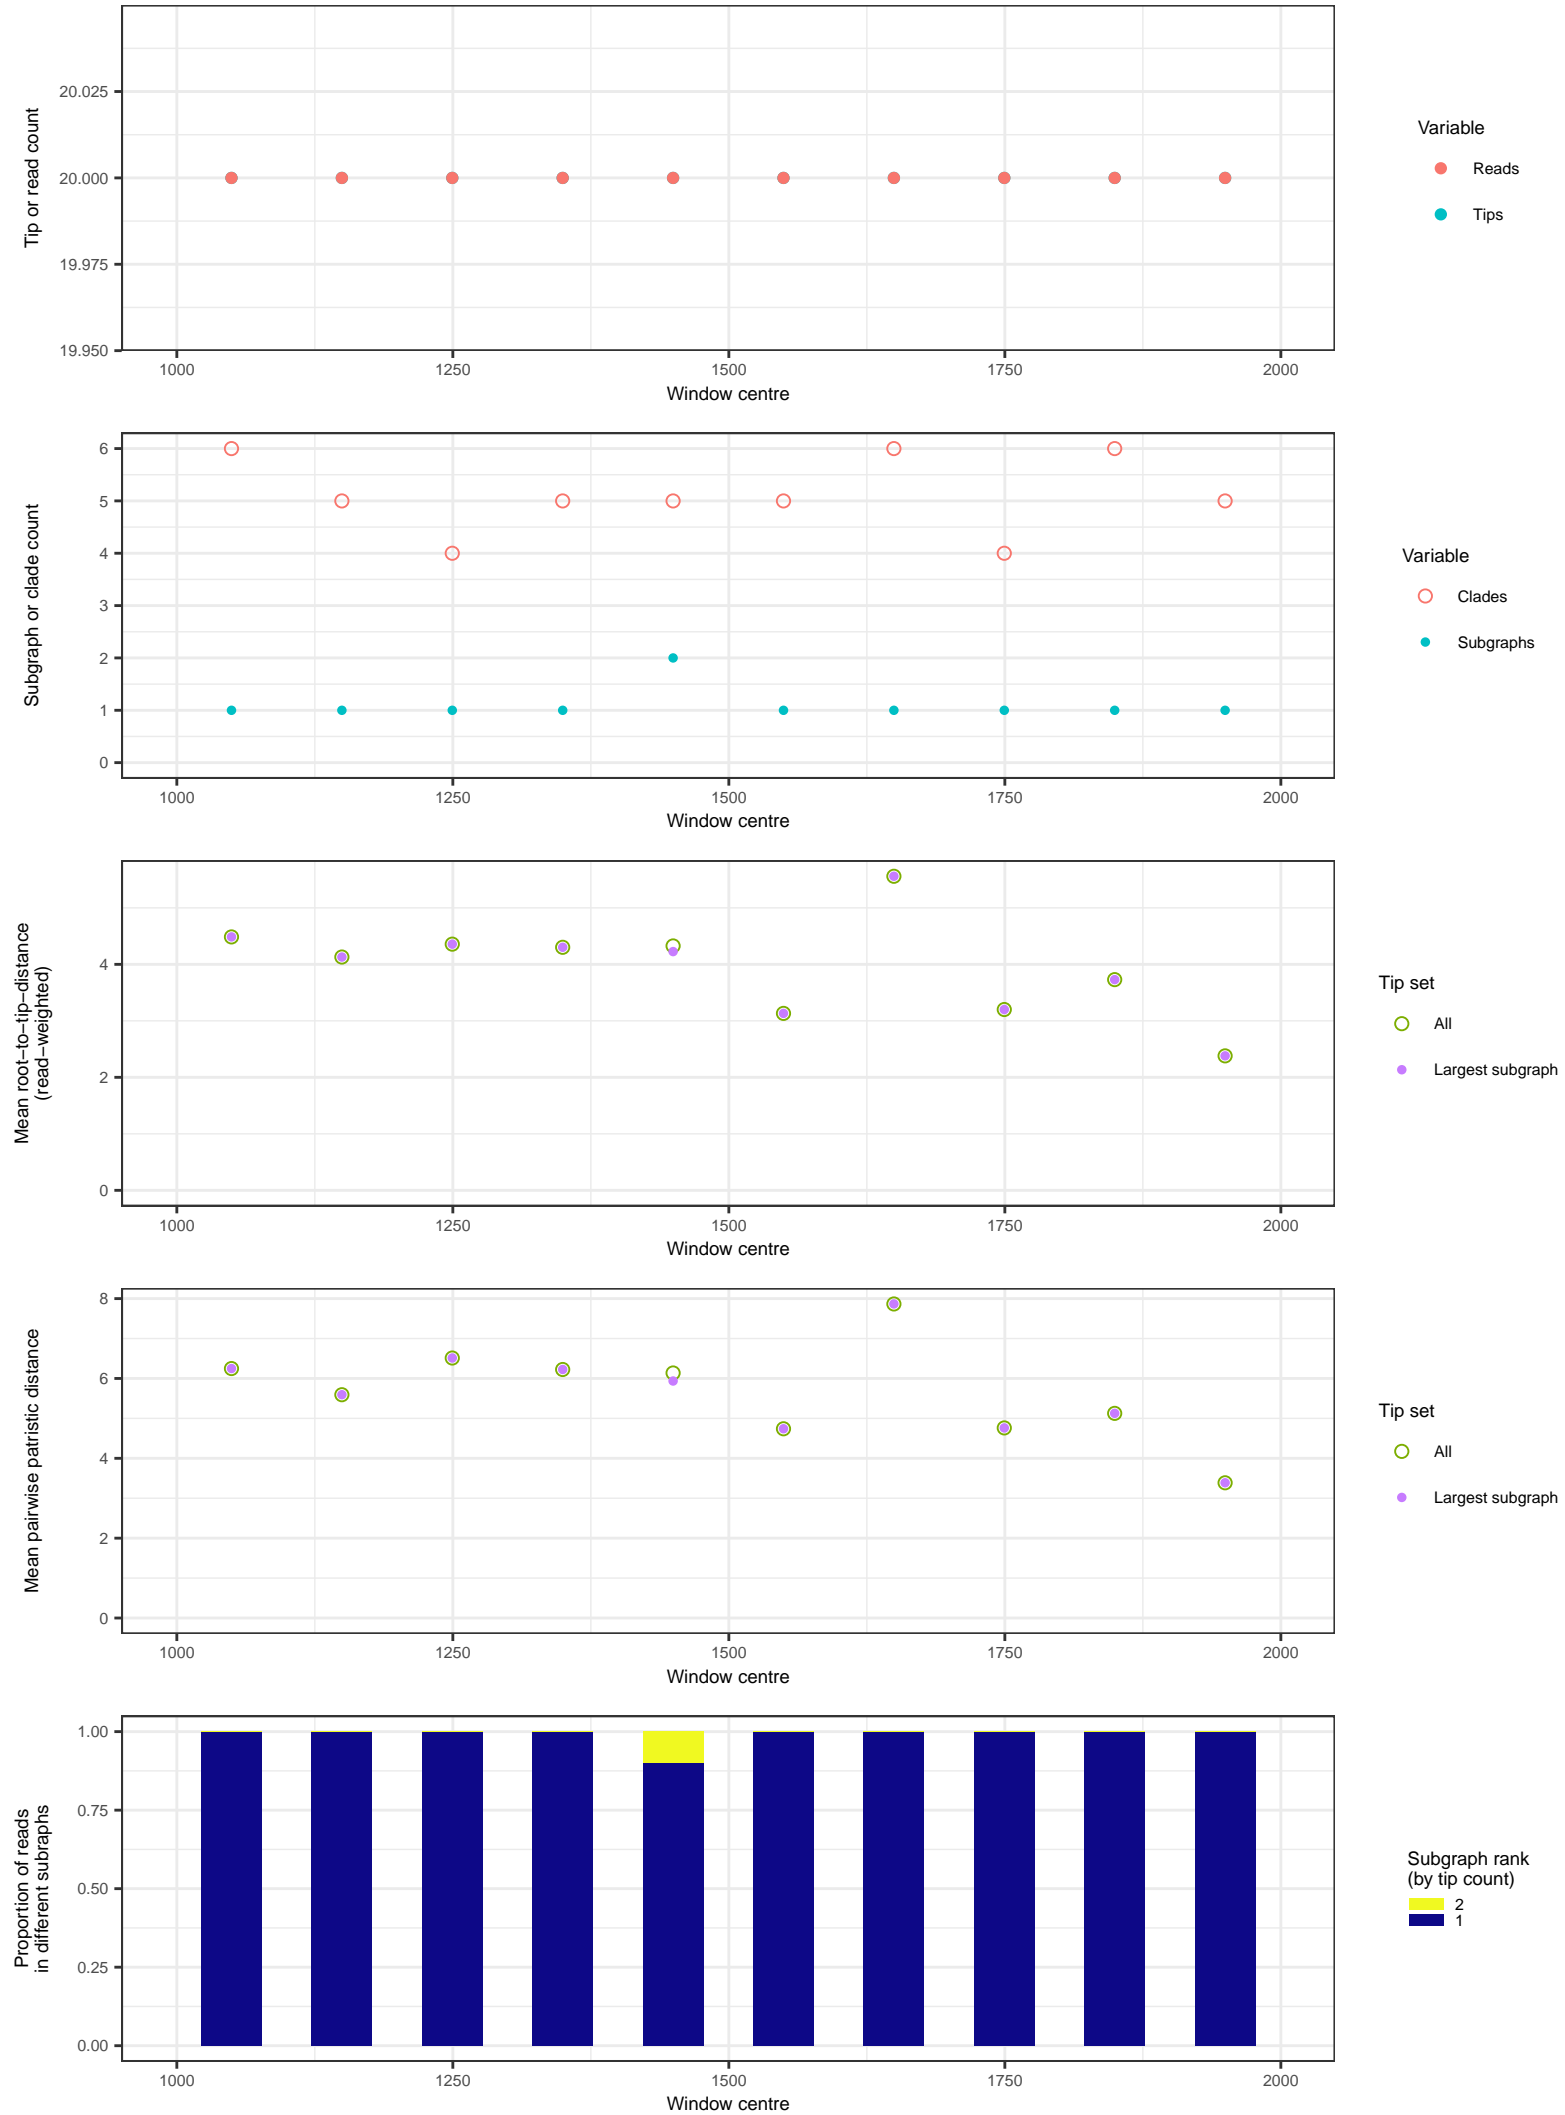 Tip or read count
20.025
20.000
19.975
19.950
1000 1250 1500 1750 2000
Window centre
Variable
Reads
Tips
Subgraph or clade count
6
5
4
3
2
1
0
1000 1250 1500 1750 2000
Window centre
Variable
Clades
Subgraphs
Mean root−to−tip−distance
(read−weighted)
4
2
0
1000 1250 1500 1750 2000
Window centre
Tip set
All
Largest subgraph
Mean pairwise patristic distance
8
6
4
2
0
1000 1250 1500 1750 2000
Window centre
Tip set
All
Largest subgraph
Proportion of reads
in different subraphs
1.00
0.75
0.50
0.25
0.00
1000 1250 1500 1750 2000
Window centre
Subgraph rank
(by tip count)
2
1